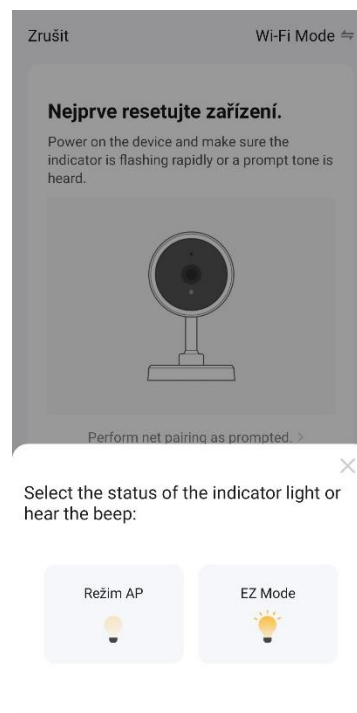 Zrušit Wi-Fi Mode
Nejprve resetujte zařízení.
Power on the device and make sure the
indicator is flashing rapidly or a prompt tone is
heard.
Perform net pairing as prompted. >
Select the status of the indicator light or
hear the beep:
Režim AP EZ Mode